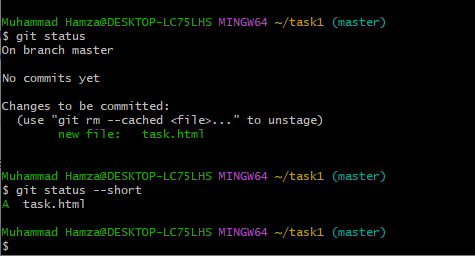 Muhammad Hamza@DESKTOP-LC75LHS MINGW64 ~/task1 (master)
$ git status
On branch master
No commits yet
Changes to be committed:
  (use "git rm --cached <file>..." to unstage)
        new file:   task.html
Muhammad Hamza@DESKTOP-LC75LHS MINGW64 ~/task1 (master)
$ git status --short
A  task.html
Muhammad Hamza@DESKTOP-LC75LHS MINGW64 ~/task1 (master)
$